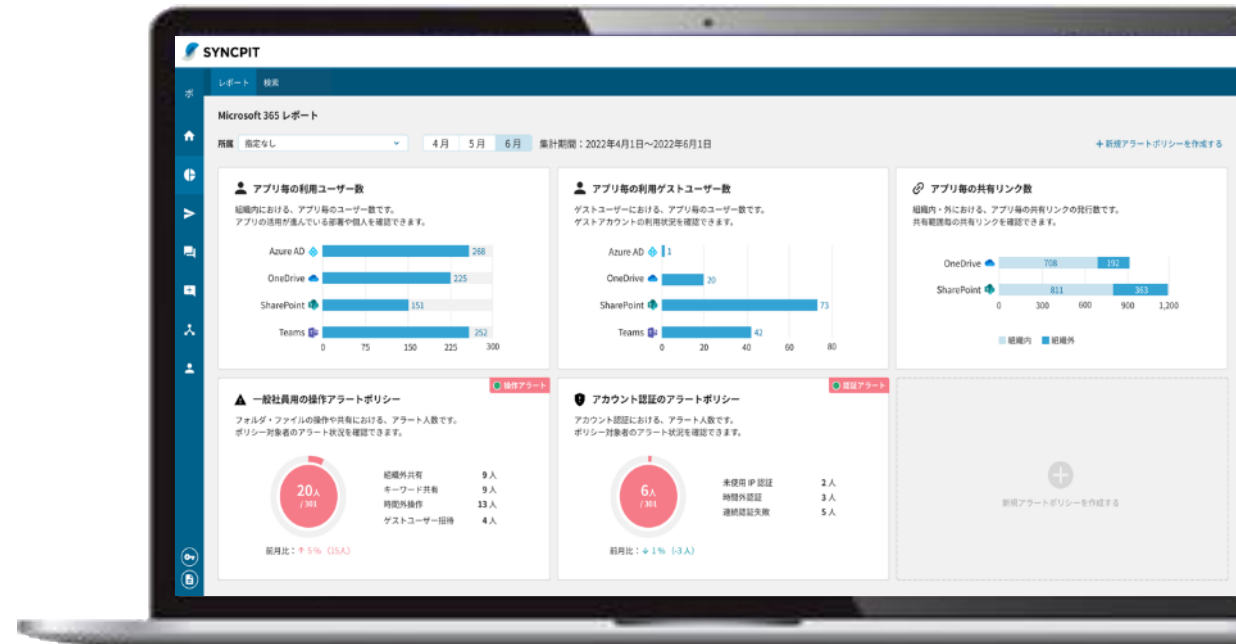 SYNCPIT
ポ
レポート 検索
Microsoft 365 レポート
所属 指定なし 4月 5月 6月 集計期間：2022年4月1日〜2022年6月1日
+ 新規アラートポリシーを作成する
アプリ毎の利用ユーザー数
組織内における、アプリ毎のユーザー数です。
アプリの活用が進んでいる部署や個人を確認できます。
Azure AD 268
OneDrive 225
SharePoint 151
Teams 252
0 75 150 225 300
アプリ毎の利用ゲストユーザー数
ゲストユーザーにおける、アプリ毎のユーザー数です。
ゲストアカウントの利用状況を確認できます。
Azure AD 1
OneDrive 20
SharePoint 73
Teams 42
0 20 40 60 80
アプリ毎の共有リンク数
組織内・外における、アプリ毎の共有リンクの発行数です。
共有範囲毎の共有リンクを確認できます。
OneDrive 708 192
SharePoint 811 363
0 300 600 900 1,200
組織内 組織外
操作アラート
一般社員用の操作アラートポリシー
フォルダ・ファイルの操作や共有における、アラート人数です。
ポリシー対象者のアラート状況を確認できます。
20人
/ 301
組織外共有 9人
キーワード共有 9人
時間外操作 13人
ゲストユーザー招待 4人
前月比：↑ 5% （15人）
認証アラート
アカウント認証のアラートポリシー
アカウント認証における、アラート人数です。
ポリシー対象者のアラート状況を確認できます。
6人
/ 301
未使用 IP 認証 2人
時間外認証 3人
連続認証失敗 5人
前月比：↓ 1% （-3人）
新規アラートポリシーを作成する